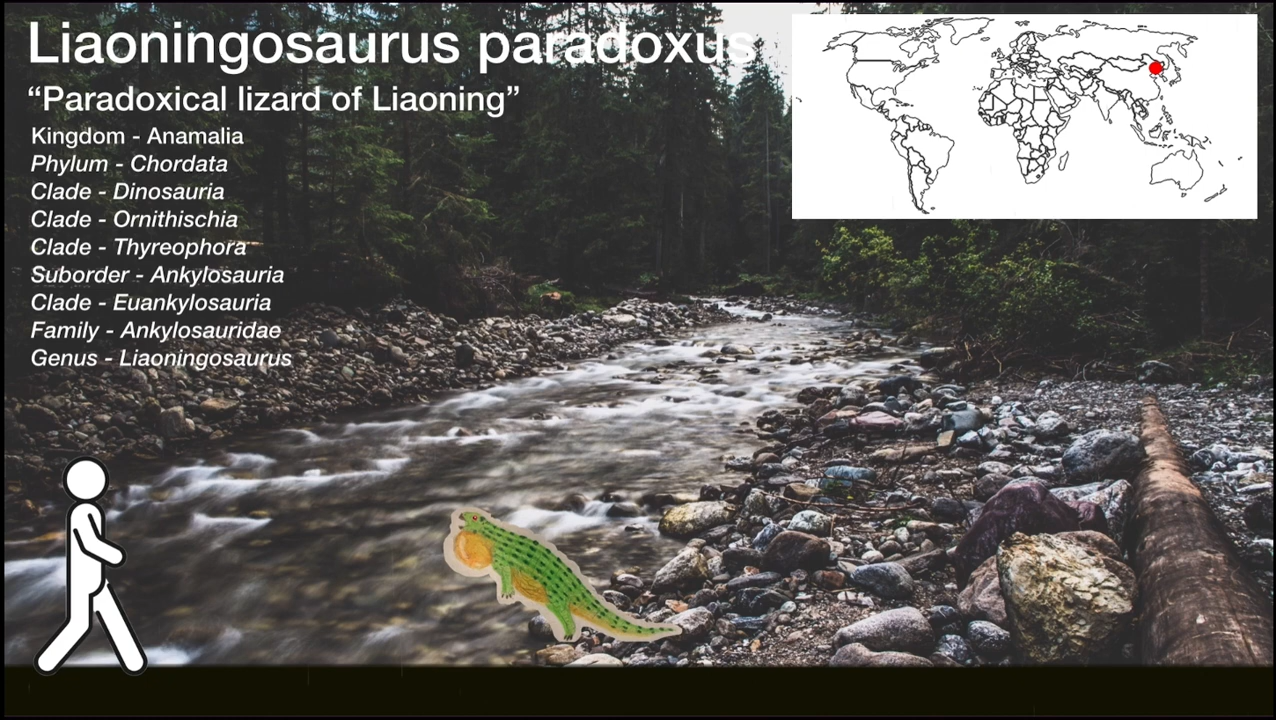 Liaoningosaurus paradoxus
“Paradoxical lizard of Liaoning”
Kingdom - Anamalia
Phylum - Chordata
Clade - Dinosauria
Clade - Ornithischia
Clade - Thyreophora
Suborder - Ankylosauria
Clade - Euankylosauria
Family - Ankylosauridae
Genus - Liaoningosaurus